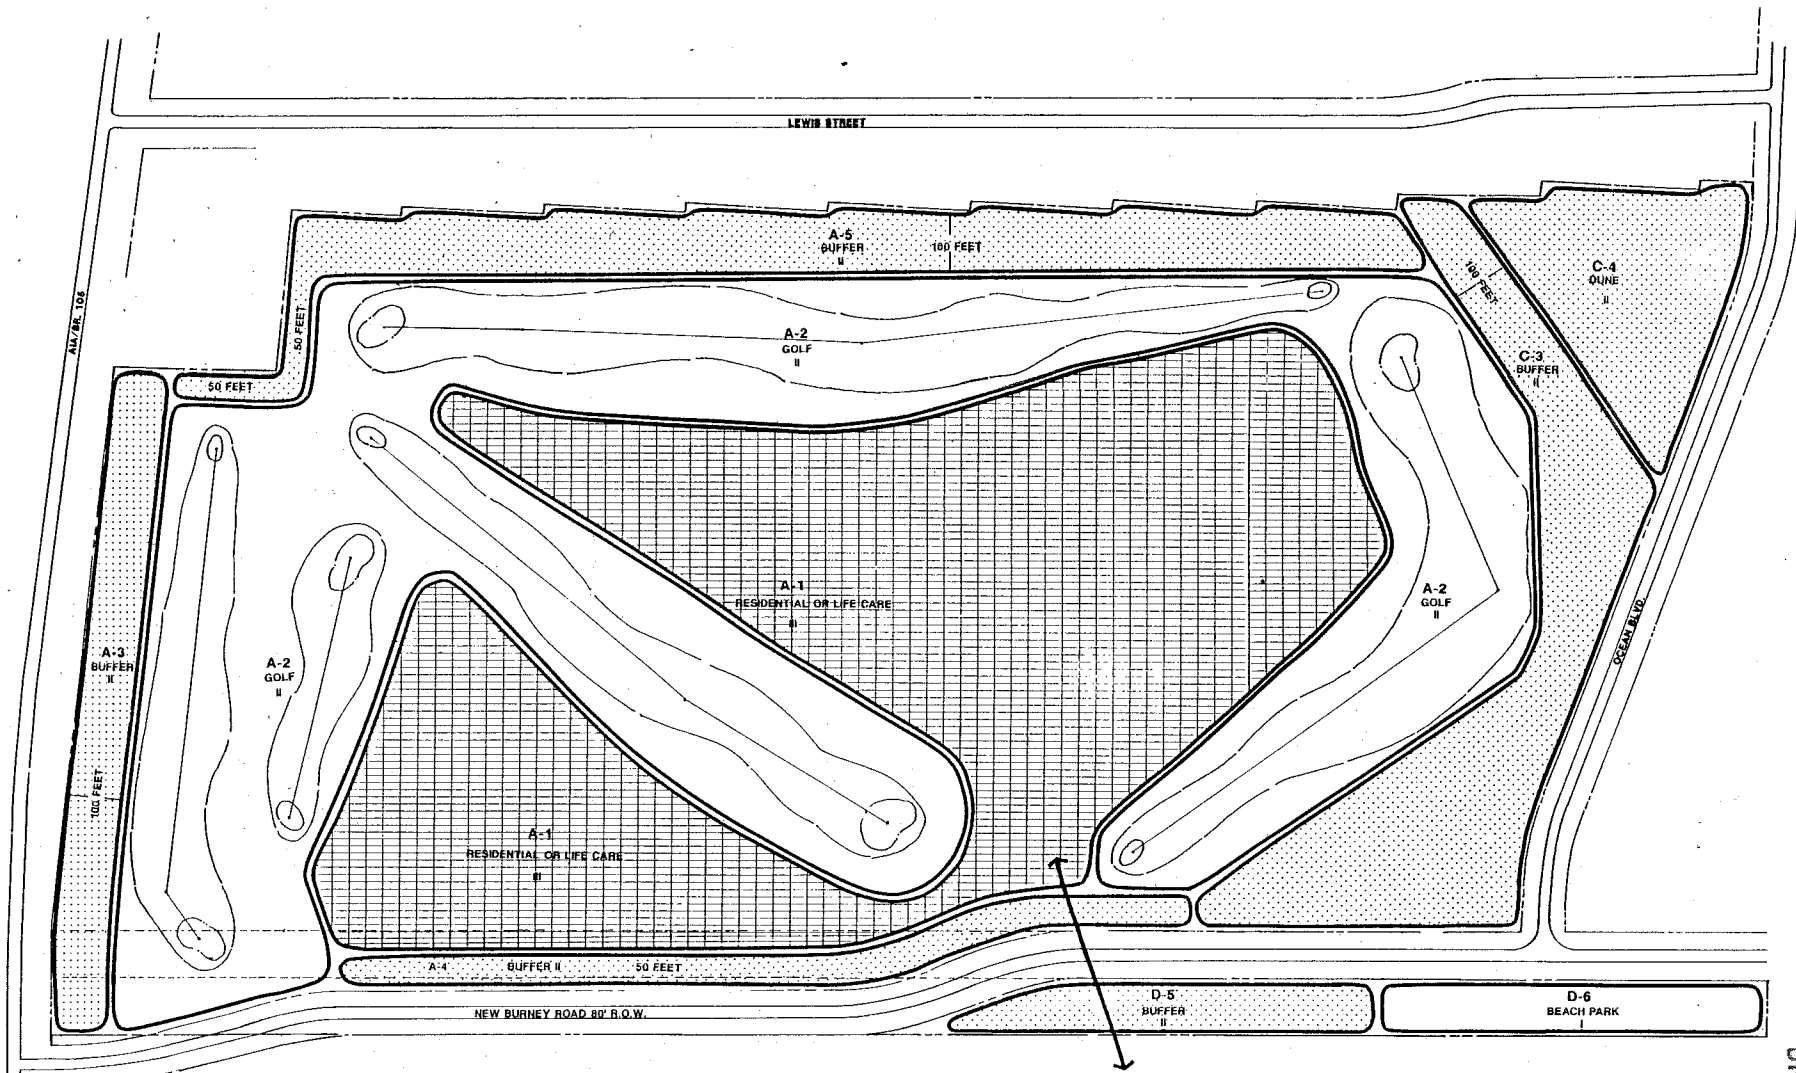 LEWIS STREET
A-5
BUFFER
II
100 FEET
C-4
DUNE
II
100 FEET
A1A/SR. 105
50 FEET
A-2
GOLF
II
C-3
BUFFER
II
50 FEET
A-1
RESIDENTIAL OR LIFE CARE
III
A-2
GOLF
II
OCEAN BLVD.
A-3
BUFFER
II
A-2
GOLF
II
100 FEET
A-1
RESIDENTIAL OR LIFE CARE
III
A-4 BUFFER II 50 FEET
NEW BURNEY ROAD 80' R.O.W.
D-5
BUFFER
II
D-6
BEACH PARK
I